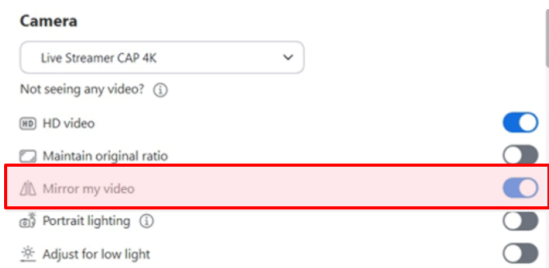 Camera
Live Streamer CAP 4K
Not seeing any video?
HD HD video
Maintain original ratio
Mirror my video
Portrait lighting
Adjust for low light